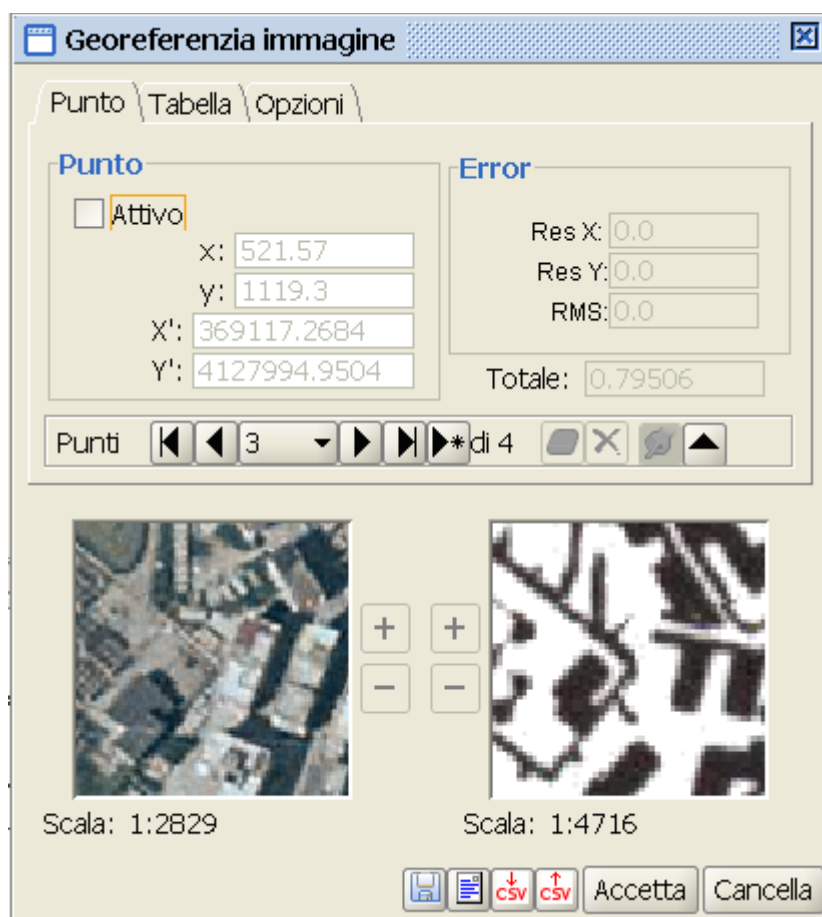 Georeferenzia immagine
Punto Tabella Opzioni
Punto
Attivo
x: 521.57
y: 1119.3
X': 369117.2684
Y': 4127994.9504
Error
Res X: 0.0
Res Y: 0.0
RMS: 0.0
Totale: 0.79506
Punti 3 di 4
Scala: 1:2829
Scala: 1:4716
csv csv Accetta Cancella